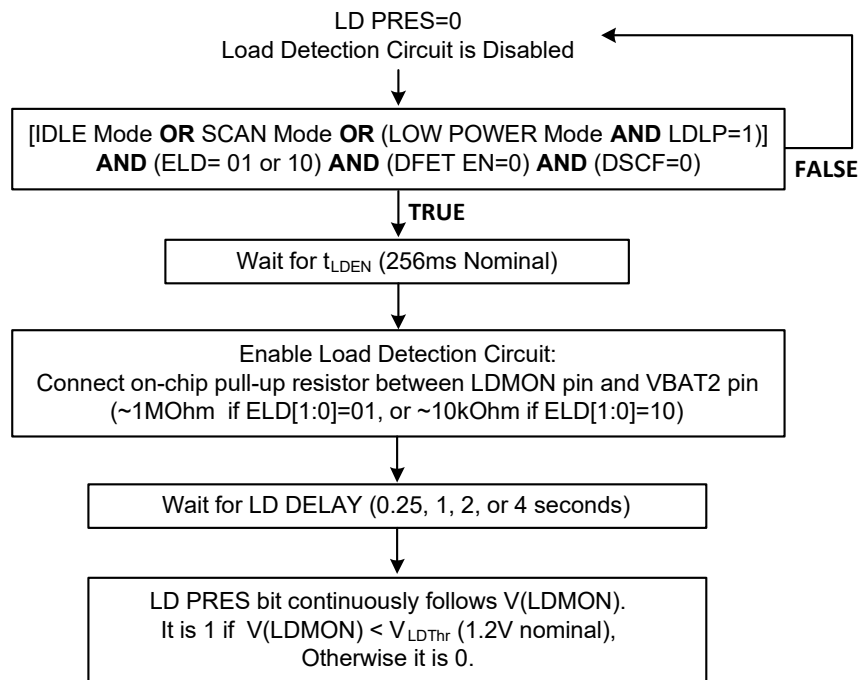 LD PRES=0
Load Detection Circuit is Disabled
[IDLE Mode OR SCAN Mode OR (LOW POWER Mode AND LDLP=1)]
AND (ELD= 01 or 10) AND (DFET EN=0) AND (DSCF=0)
FALSE
TRUE
Wait for tLDEN (256ms Nominal)
Enable Load Detection Circuit:
Connect on-chip pull-up resistor between LDMON pin and VBAT2 pin
(~1MOhm if ELD[1:0]=01, or ~10kOhm if ELD[1:0]=10)
Wait for LD DELAY (0.25, 1, 2, or 4 seconds)
LD PRES bit continuously follows V(LDMON).
It is 1 if V(LDMON) < VLDThr (1.2V nominal),
Otherwise it is 0.